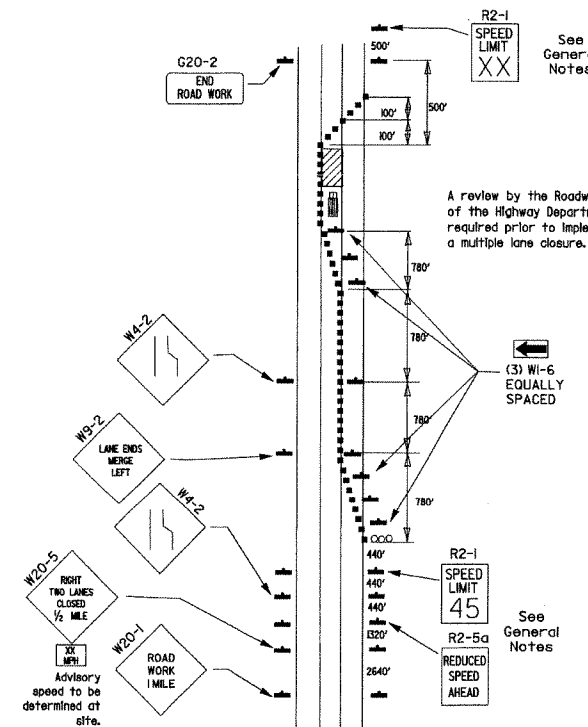 R2-1
SPEED
LIMIT
XX
See
General
Notes
500'
G20-2
END
ROAD WORK
500'
100'
100'
A review by the Roadw
of the Highway Departm
required prior to imple
a multiple lane closure.
780'
780'
W4-2
(3) W1-6
EQUALLY
SPACED
W9-2
LANE ENDS
MERGE
LEFT
780'
780'
W4-2
440'
R2-1
SPEED
LIMIT
45
440'
440'
W20-5
RIGHT
TWO LANES
CLOSED
1/2 MILE
1320'
See
General
Notes
R2-5a
REDUCED
SPEED
AHEAD
XX
MPH
W20-1
ROAD
WORK
1 MILE
2640'
Advisory
speed to be
determined at
site.